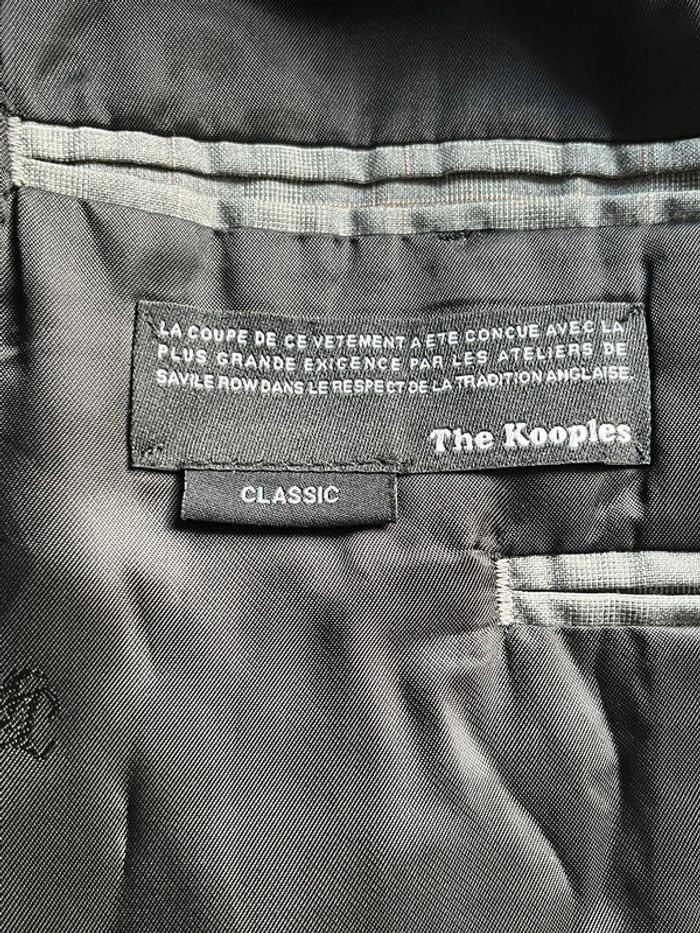 LA COUPE DE CE VETEMENT A ETE CONCUE AVEC LA
PLUS GRANDE EXIGENCE PAR LES ATELIERS DE
SAVILE ROW DANS LE RESPECT DE LA TRADITION ANGLAISE.
The Kooples
CLASSIC